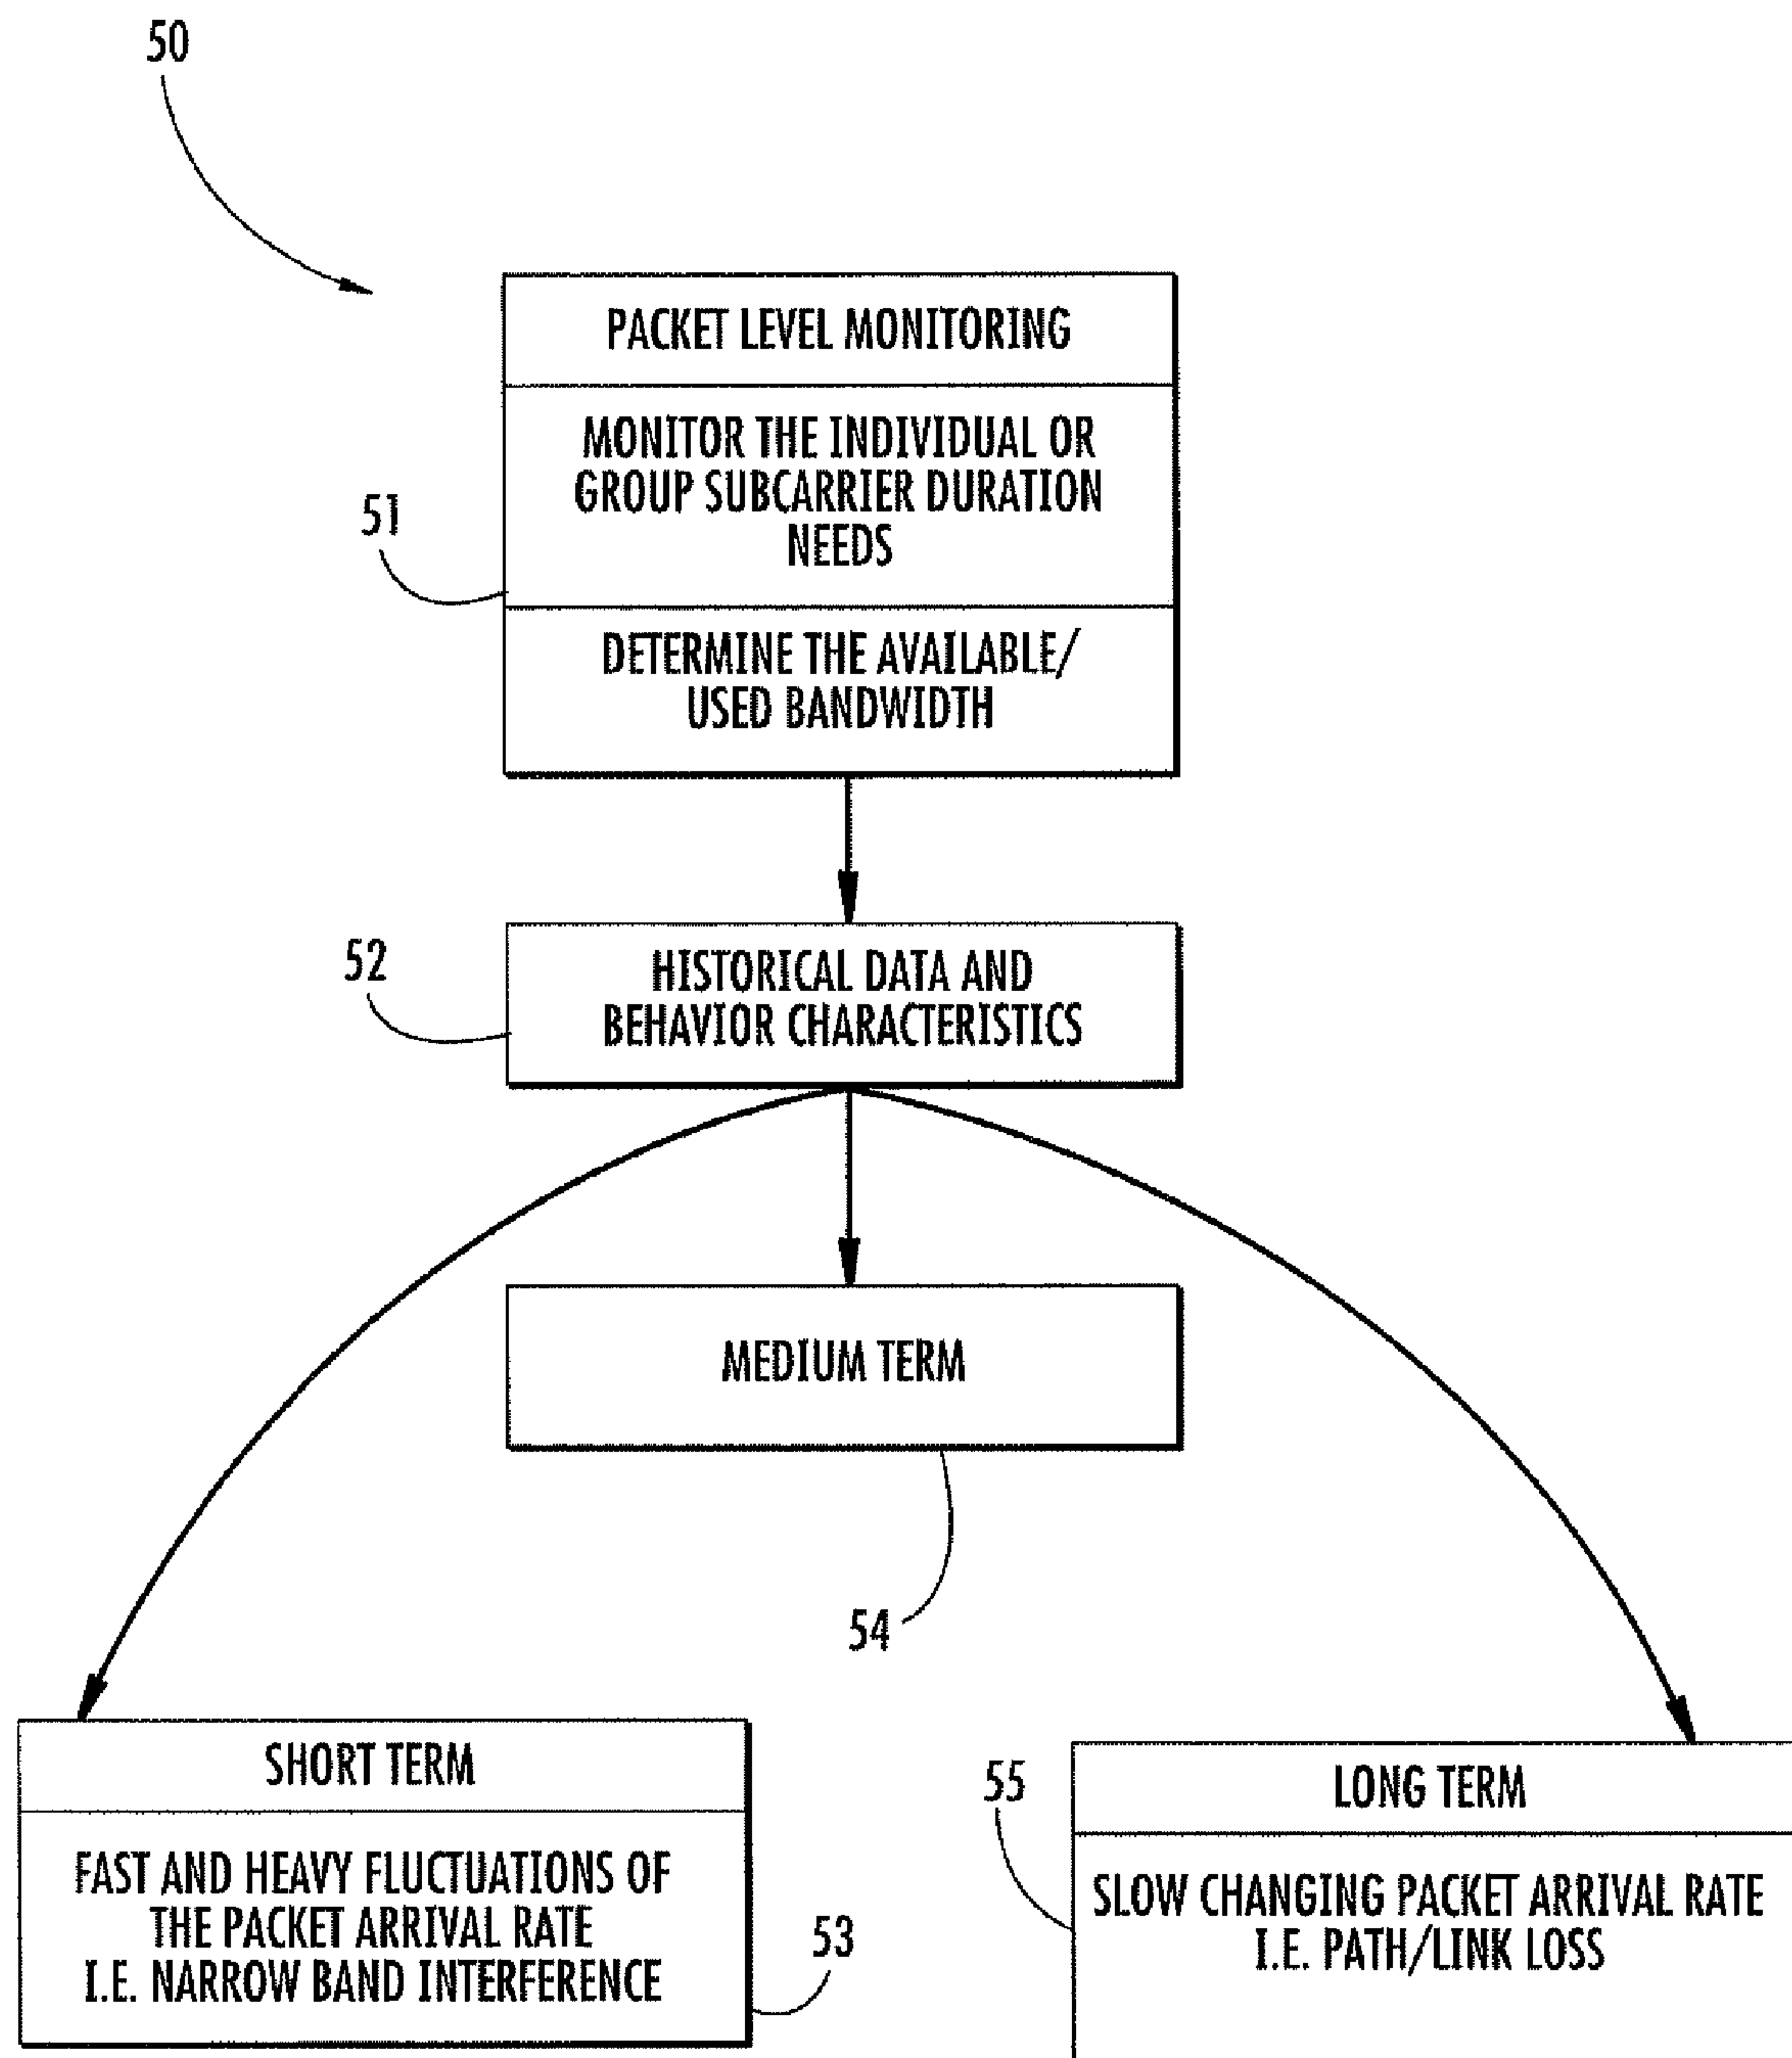 50
PACKET LEVEL MONITORING
MONITOR THE INDIVIDUAL OR
GROUP SUBCARRIER DURATION
NEEDS
51
DETERMINE THE AVAILABLE/
USED BANDWIDTH
52
HISTORICAL DATA AND
BEHAVIOR CHARACTERISTICS
MEDIUM TERM
54
SHORT TERM
FAST AND HEAVY FLUCTUATIONS OF
THE PACKET ARRIVAL RATE
I.E. NARROW BAND INTERFERENCE
53
55
LONG TERM
SLOW CHANGING PACKET ARRIVAL RATE
I.E. PATH/LINK LOSS